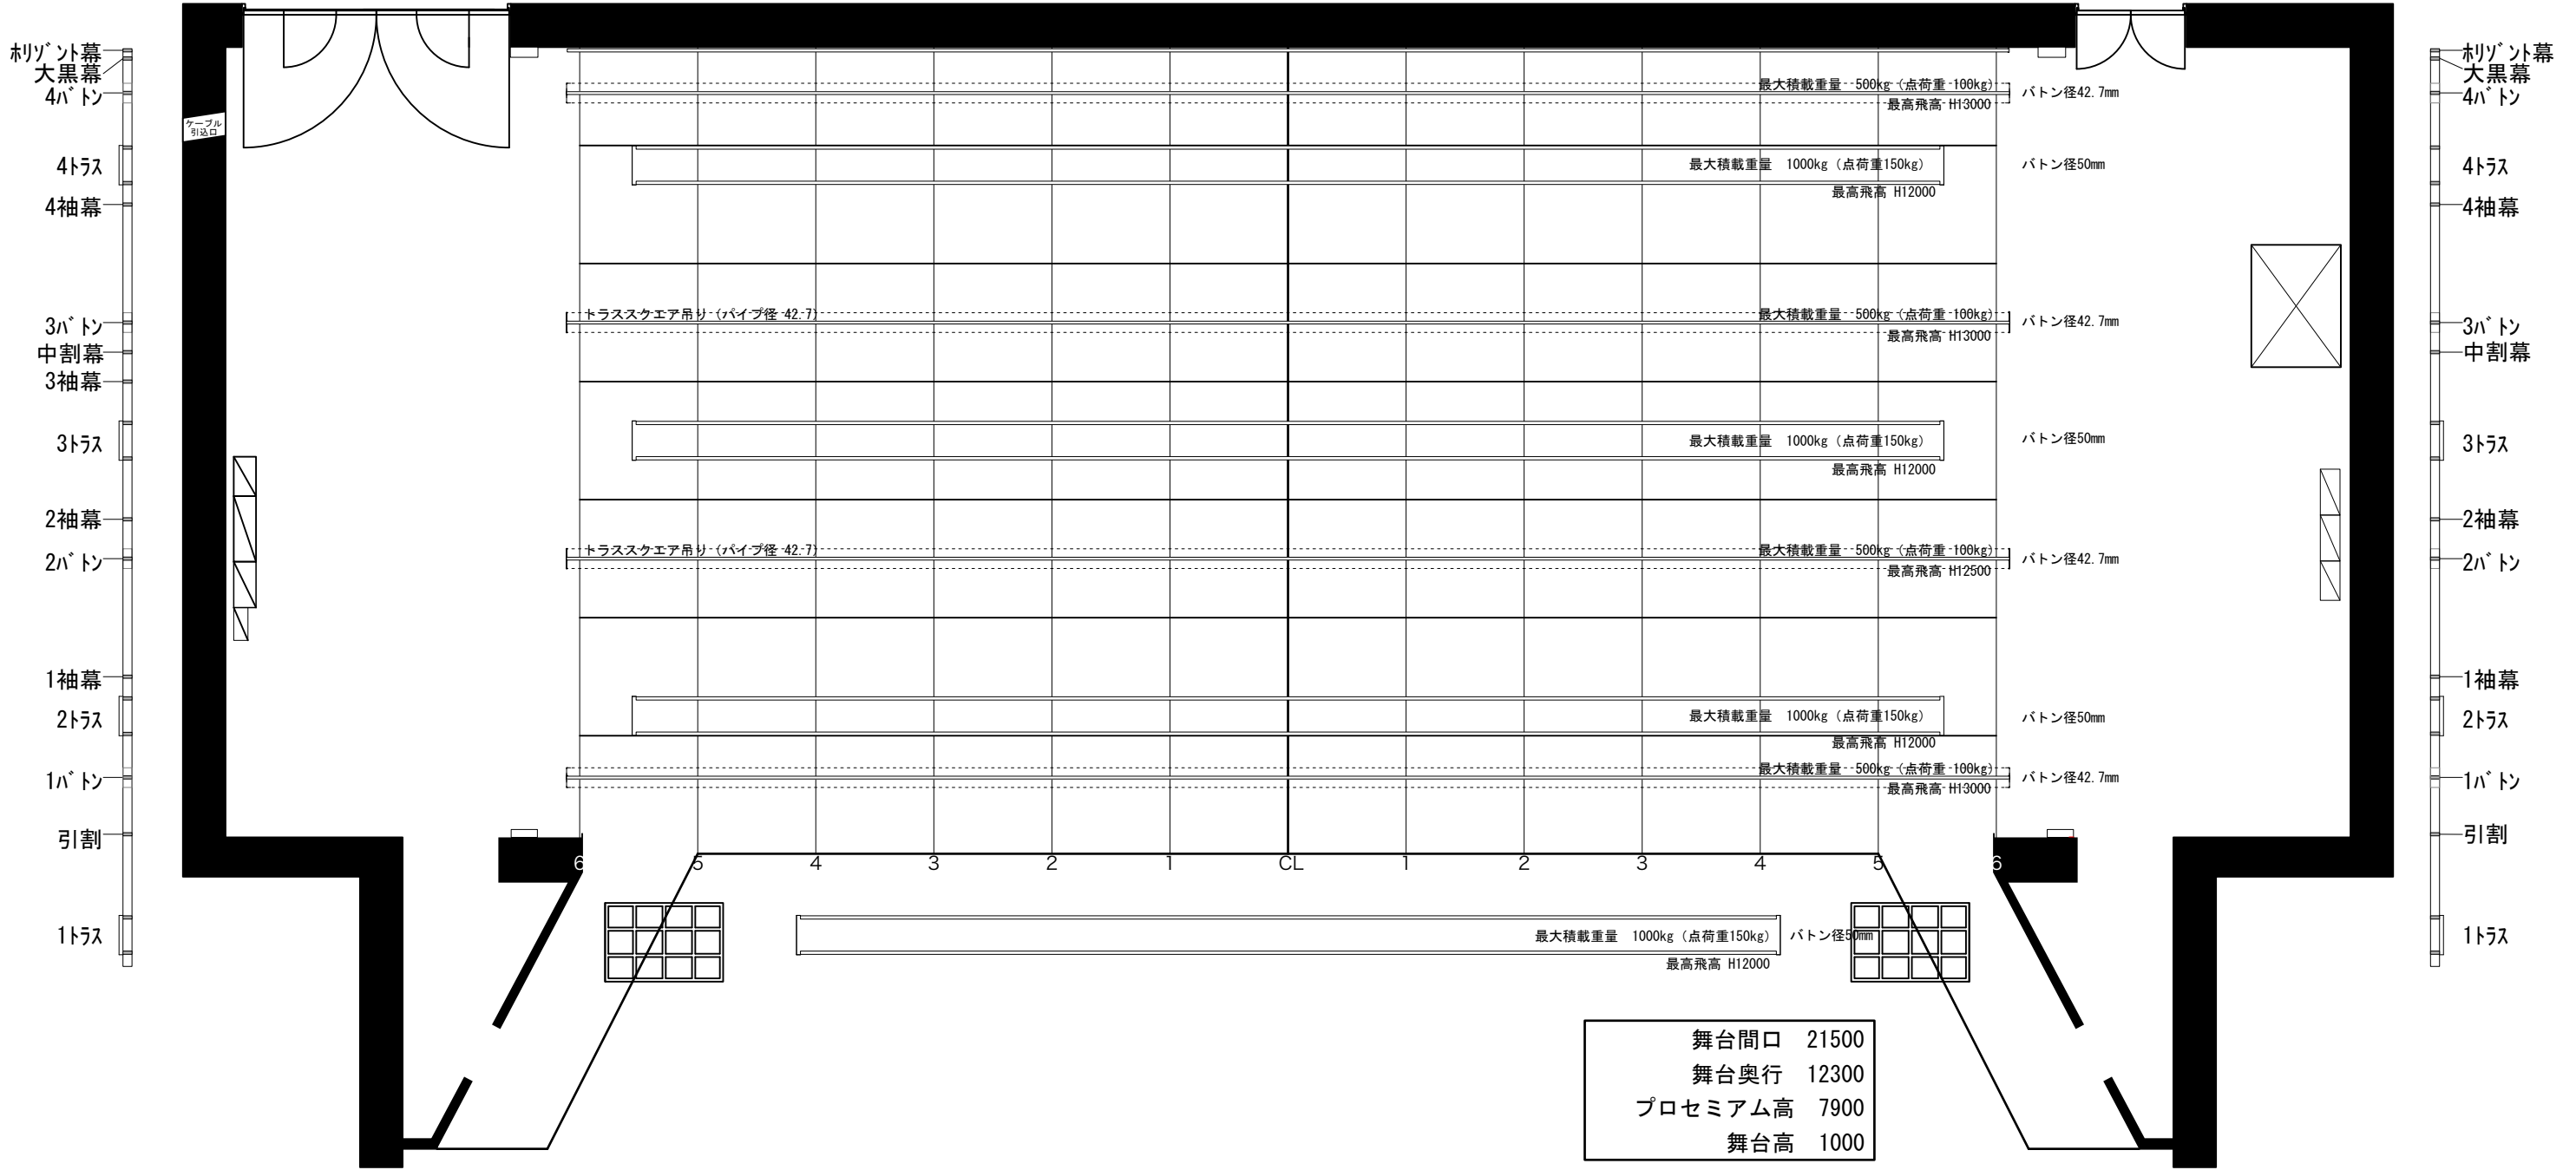 ホリゾント幕
大黒幕
4バトン
4トラス
4袖幕
3バトン
中割幕
3袖幕
3トラス
2袖幕
2バトン
1袖幕
2トラス
1バトン
引割
1トラス
ケーブル
引込口
最大積載重量 500kg (点荷重 100kg)
最高飛高 H13000
バトン径42.7mm
最大積載重量 1000kg (点荷重150kg)
最高飛高 H12000
バトン径50mm
トラススクエア吊り (パイプ径 42.7)
最大積載重量 500kg (点荷重 100kg)
最高飛高 H13000
バトン径42.7mm
最大積載重量 1000kg (点荷重150kg)
最高飛高 H12000
バトン径50mm
トラススクエア吊り (パイプ径 42.7)
最大積載重量 500kg (点荷重 100kg)
最高飛高 H12500
バトン径42.7mm
最大積載重量 1000kg (点荷重150kg)
最高飛高 H12000
バトン径50mm
最大積載重量 500kg (点荷重 100kg)
最高飛高 H13000
バトン径42.7mm
6 5 4 3 2 1 CL 1 2 3 4 5 6
最大積載重量 1000kg (点荷重150kg) バトン径50mm
最高飛高 H12000
舞台間口 21500
舞台奥行 12300
プロセミアム高 7900
舞台高 1000
ホリゾント幕
大黒幕
4バトン
4トラス
4袖幕
3バトン
中割幕
3トラス
2袖幕
2バトン
1袖幕
2トラス
1バトン
引割
1トラス